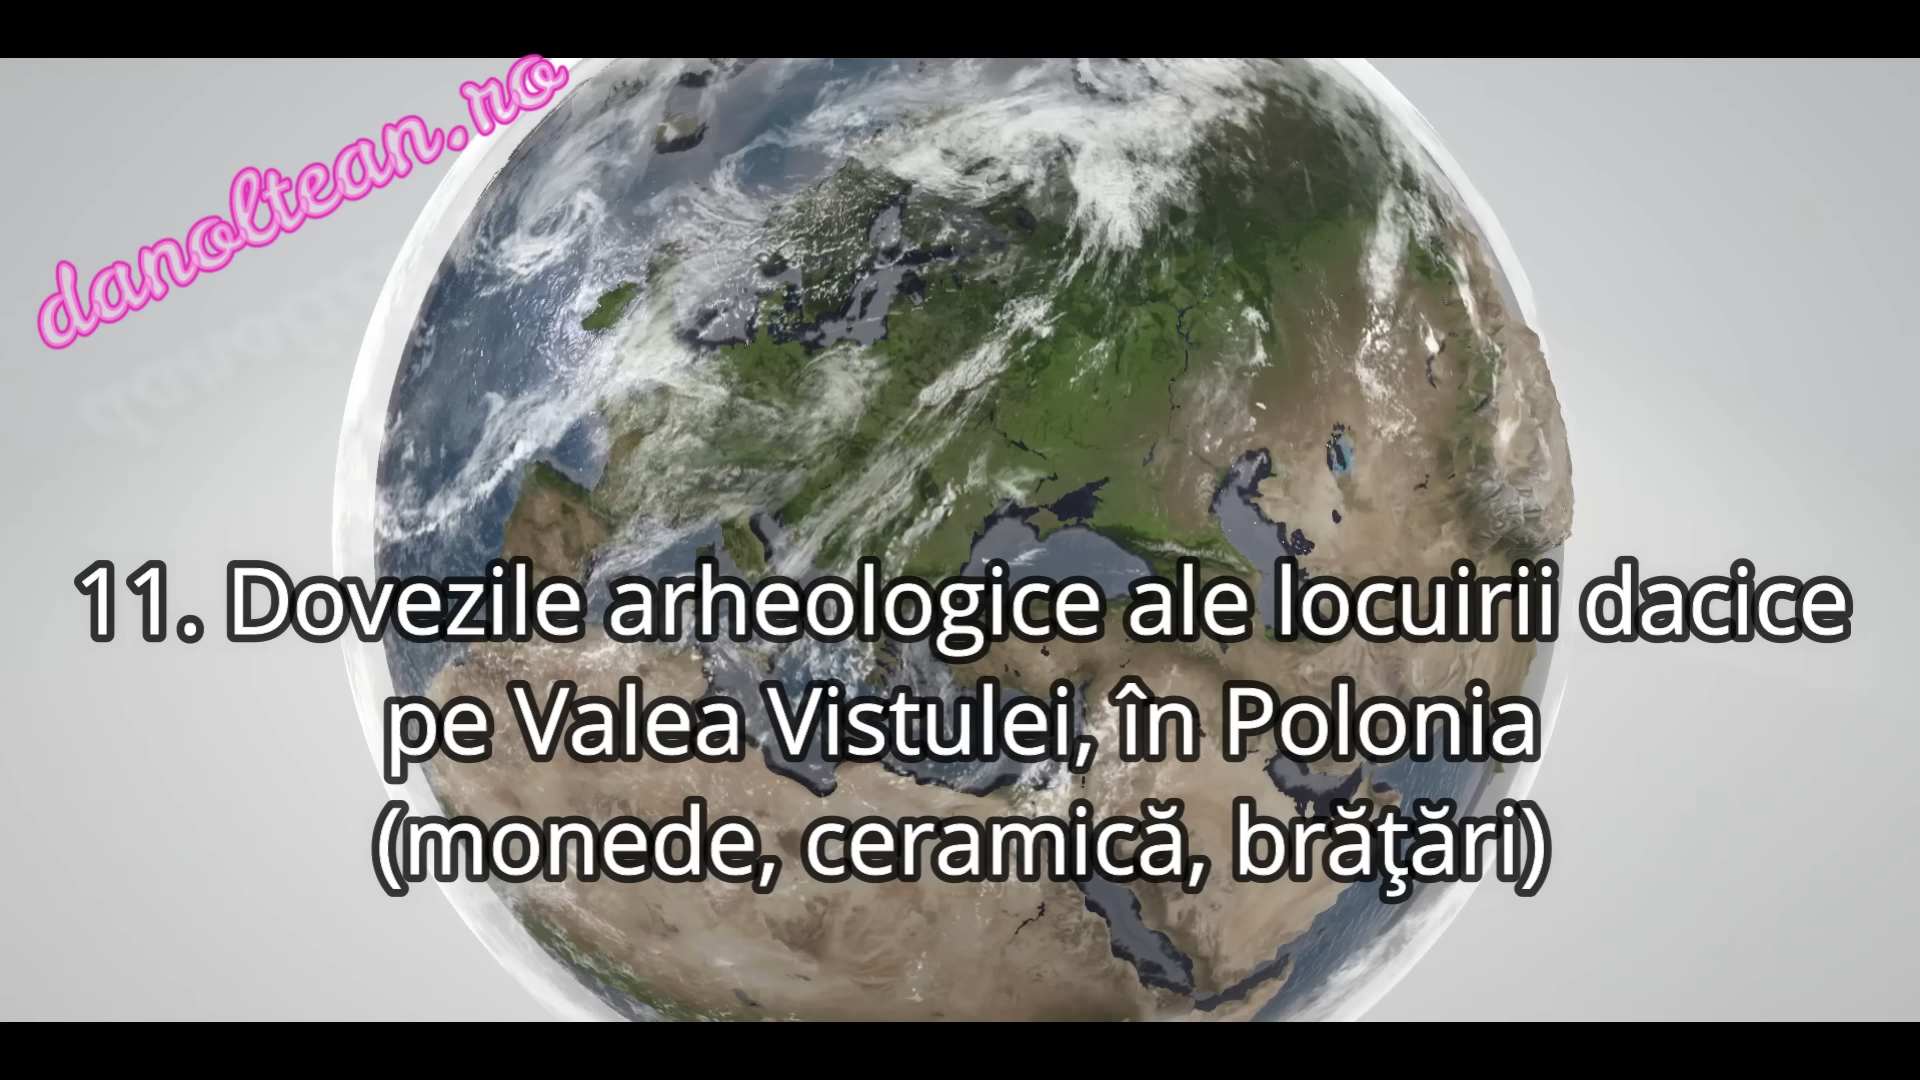 danoltean.ro
11. Dovezile arheologice ale locuirii dacice
pe Valea Vistulei, în Polonia
(monede, ceramică, brăţări)